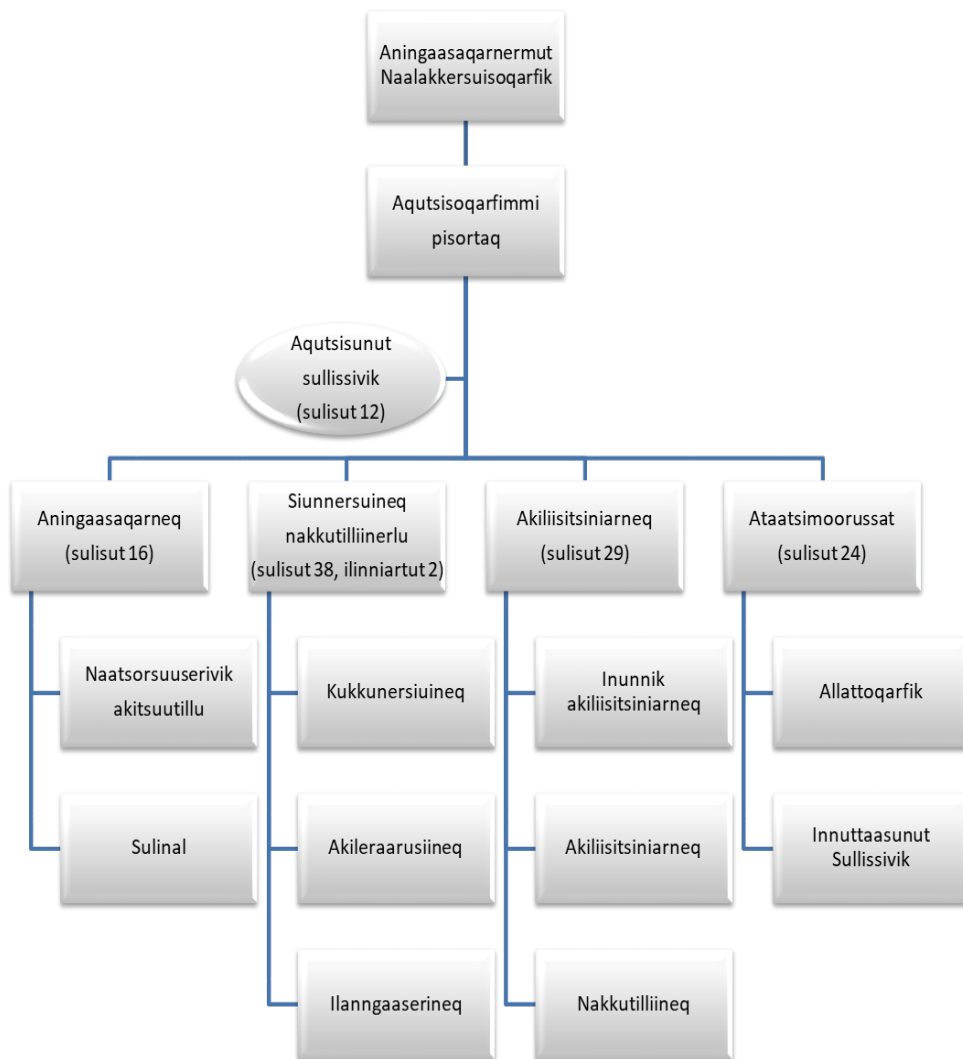 Aningaasaqarnermut
Naalakkersuisoqarfik
Aqutsisoqarfimmi
pisortaq
Aqutsisunut
sullissivik
(sulisut 12)
Aningaasaqarneq
(sulisut 16)
Siunnersuineq
nakkutilliinerlu
(sulisut 38, ilinniartut 2)
Akiliisitsiniarneq
(sulisut 29)
Ataatsimoorussat
(sulisut 24)
Naatsorsuuserivik
akitsuutillu
Kukkunersiuineq
Inunnik
akiliisitsiniarneq
Allattoqarfik
Sulinal
Akileraarusiineq
Akiliisitsiniarneq
Innuttaasunut
Sullissivik
Ilanngaaserineq
Nakkutilliineq